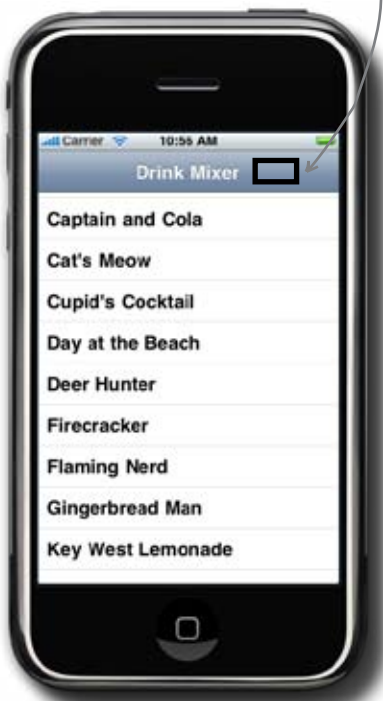 Carrier 10:55 AM
Drink Mixer
Captain and Cola
Cat's Meow
Cupid's Cocktail
Day at the Beach
Deer Hunter
Firecracker
Flaming Nerd
Gingerbread Man
Key West Lemonade